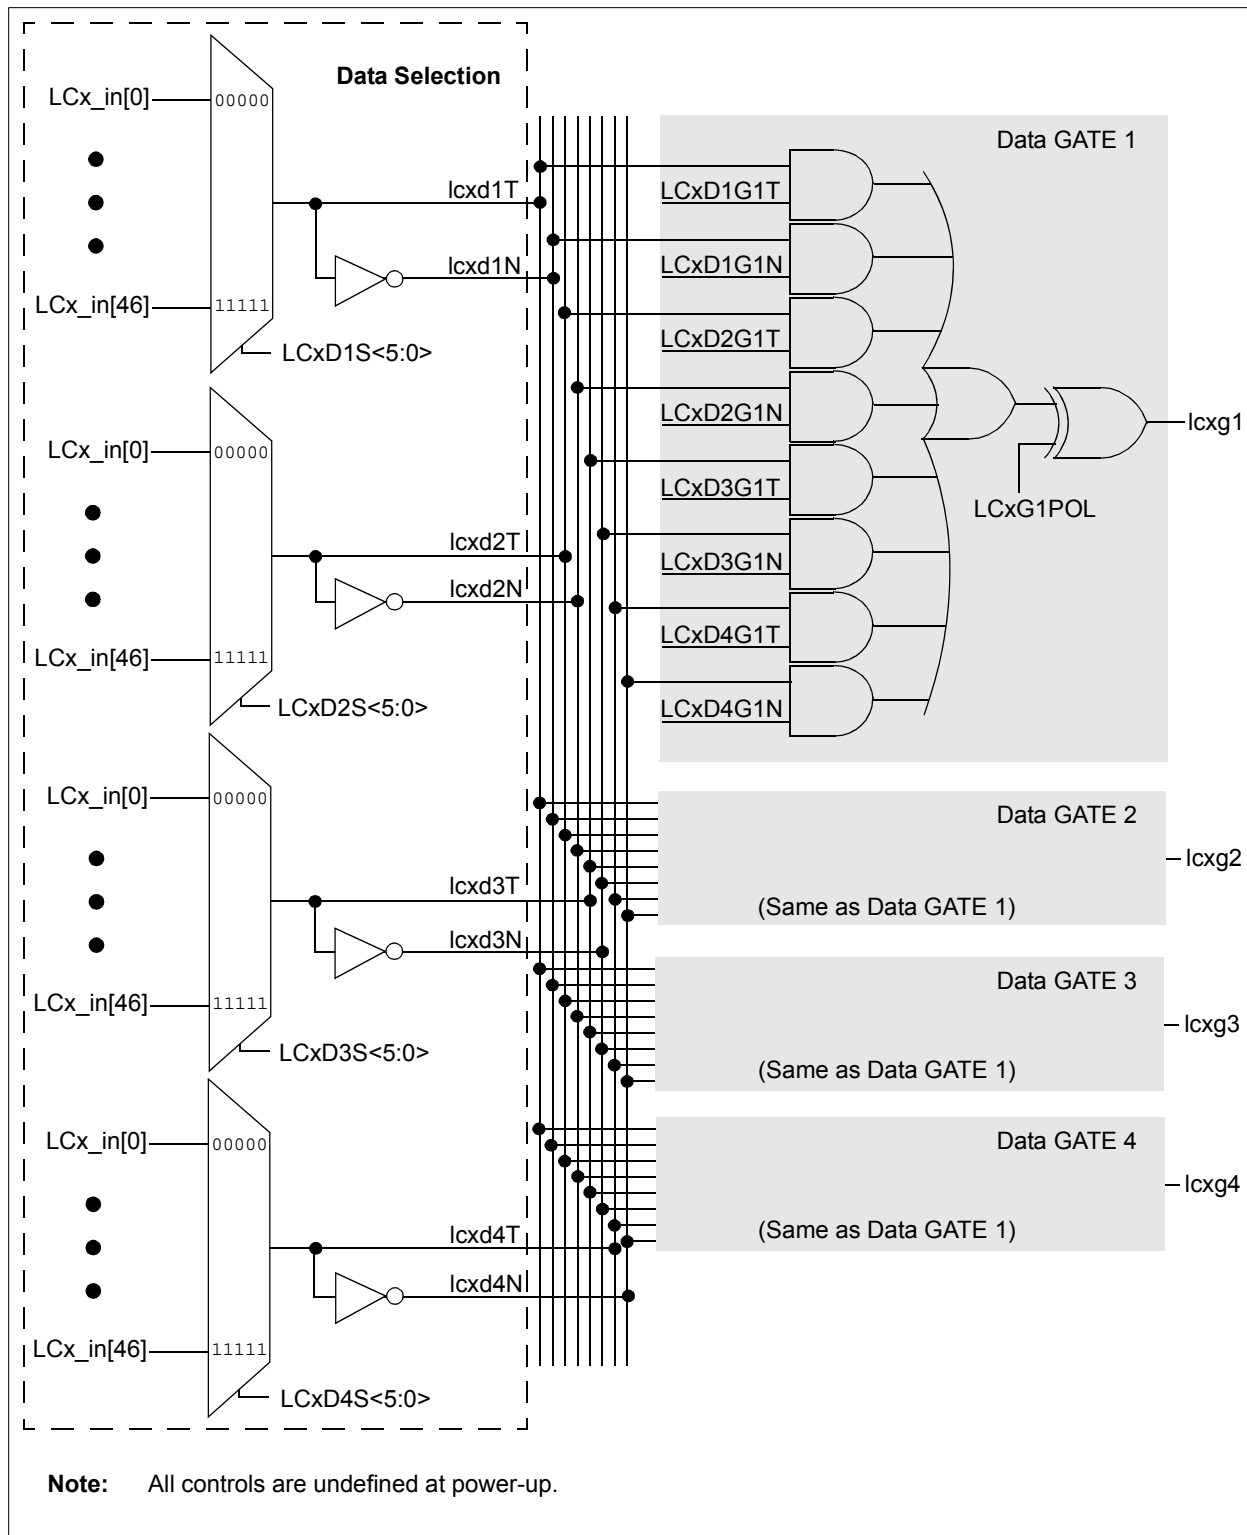 Data Selection
LCx_in[0]
00000
lcxd1T
lcxd1N
LCx_in[46]
11111
LCxD1S<5:0>
LCx_in[0]
00000
lcxd2T
lcxd2N
LCx_in[46]
11111
LCxD2S<5:0>
LCx_in[0]
00000
lcxd3T
lcxd3N
LCx_in[46]
11111
LCxD3S<5:0>
LCx_in[0]
00000
lcxd4T
lcxd4N
LCx_in[46]
11111
LCxD4S<5:0>
Data GATE 1
LCxD1G1T
LCxD1G1N
LCxD2G1T
LCxD2G1N
LCxD3G1T
LCxD3G1N
LCxD4G1T
LCxD4G1N
LCxG1POL
lcxg1
Data GATE 2
(Same as Data GATE 1)
lcxg2
Data GATE 3
(Same as Data GATE 1)
lcxg3
Data GATE 4
(Same as Data GATE 1)
lcxg4
Note: All controls are undefined at power-up.